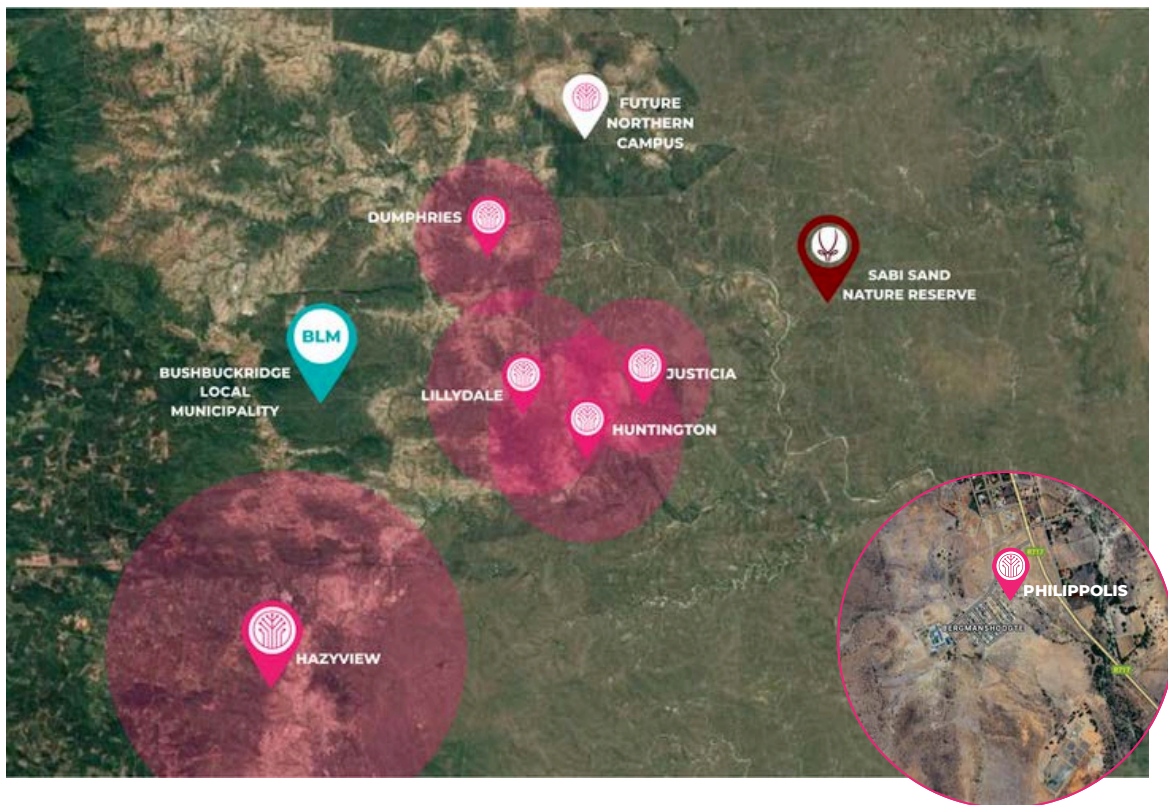 FUTURE
NORTHERN
CAMPUS
DUMPHRIES
SABI SAND
NATURE RESERVE
BLM
BUSHBUCKRIDGE
LOCAL
MUNICIPALITY
LILLYDALE
JUSTICIA
HUNTINGTON
HAZYVIEW
R717
PHILIPPOLIS
BERGMANSHOOGTE
R717